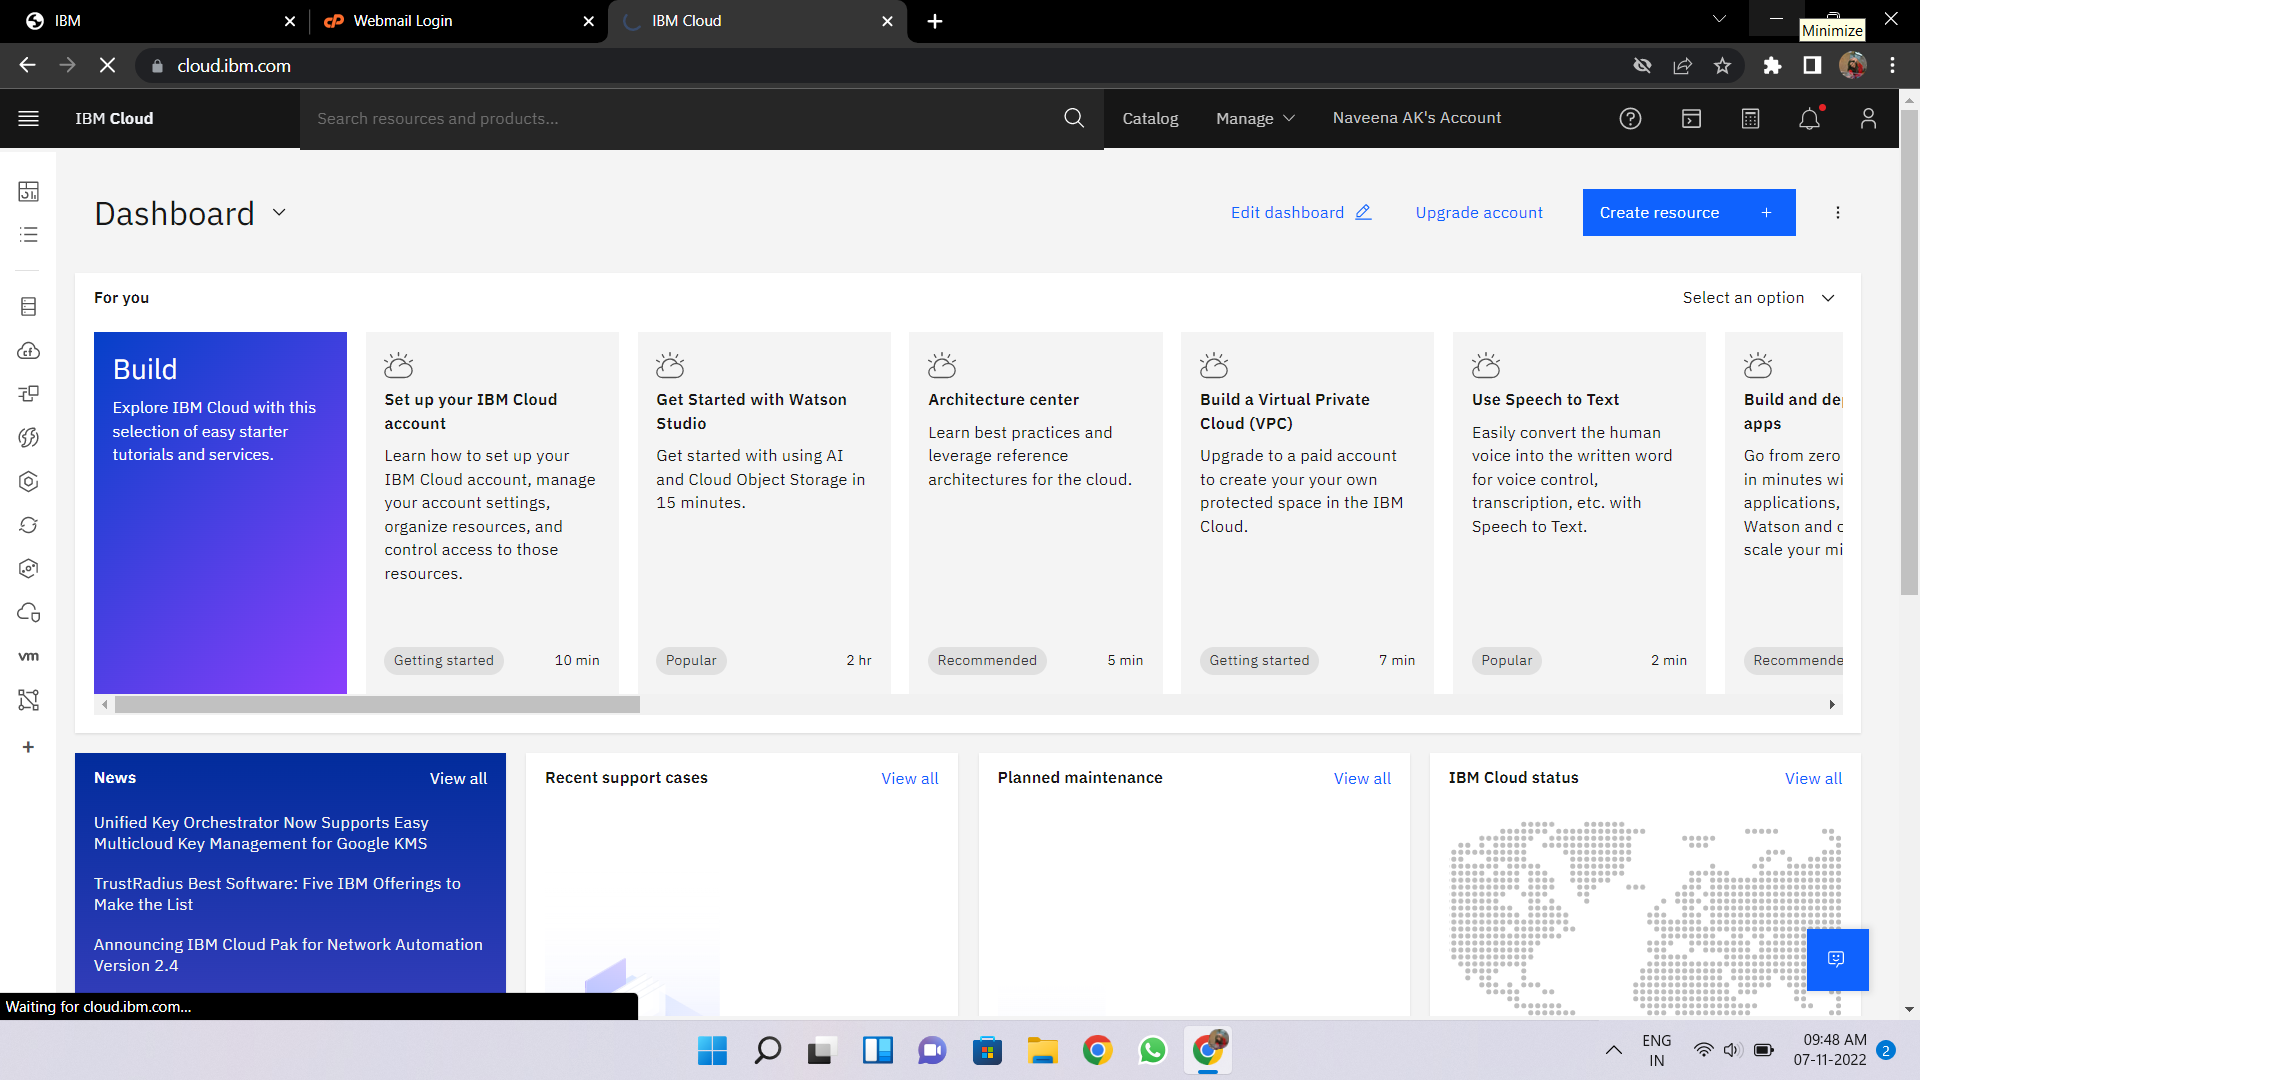 IBM
Webmail Login
IBM Cloud
Minimize
cloud.ibm.com
IBM Cloud
Search resources and products...
Catalog
Manage
Naveena AK's Account
Dashboard
Edit dashboard
Upgrade account
Create resource +
For you
Select an option
Build
Explore IBM Cloud with this
selection of easy starter
tutorials and services.
Set up your IBM Cloud
account
Learn how to set up your
IBM Cloud account, manage
your account settings,
organize resources, and
control access to those
resources.
Getting started
10 min
Get Started with Watson
Studio
Get started with using AI
and Cloud Object Storage in
15 minutes.
Popular
2 hr
Architecture center
Learn best practices and
leverage reference
architectures for the cloud.
Recommended
5 min
Build a Virtual Private
Cloud (VPC)
Upgrade to a paid account
to create your your own
protected space in the IBM
Cloud.
Getting started
7 min
Use Speech to Text
Easily convert the human
voice into the written word
for voice control,
transcription, etc. with
Speech to Text.
Popular
2 min
Build and
apps
Go from zero
in minutes
applications,
Watson and
scale your
vm
News
View all
Unified Key Orchestrator Now Supports Easy
Multicloud Key Management for Google KMS
TrustRadius Best Software: Five IBM Offerings to
Make the List
Announcing IBM Cloud Pak for Network Automation
Version 2.4
Recent support cases
View all
Planned maintenance
View all
IBM Cloud status
View all
Waiting for cloud.ibm.com...
ENG
IN
09:48 AM
07-11-2022
2